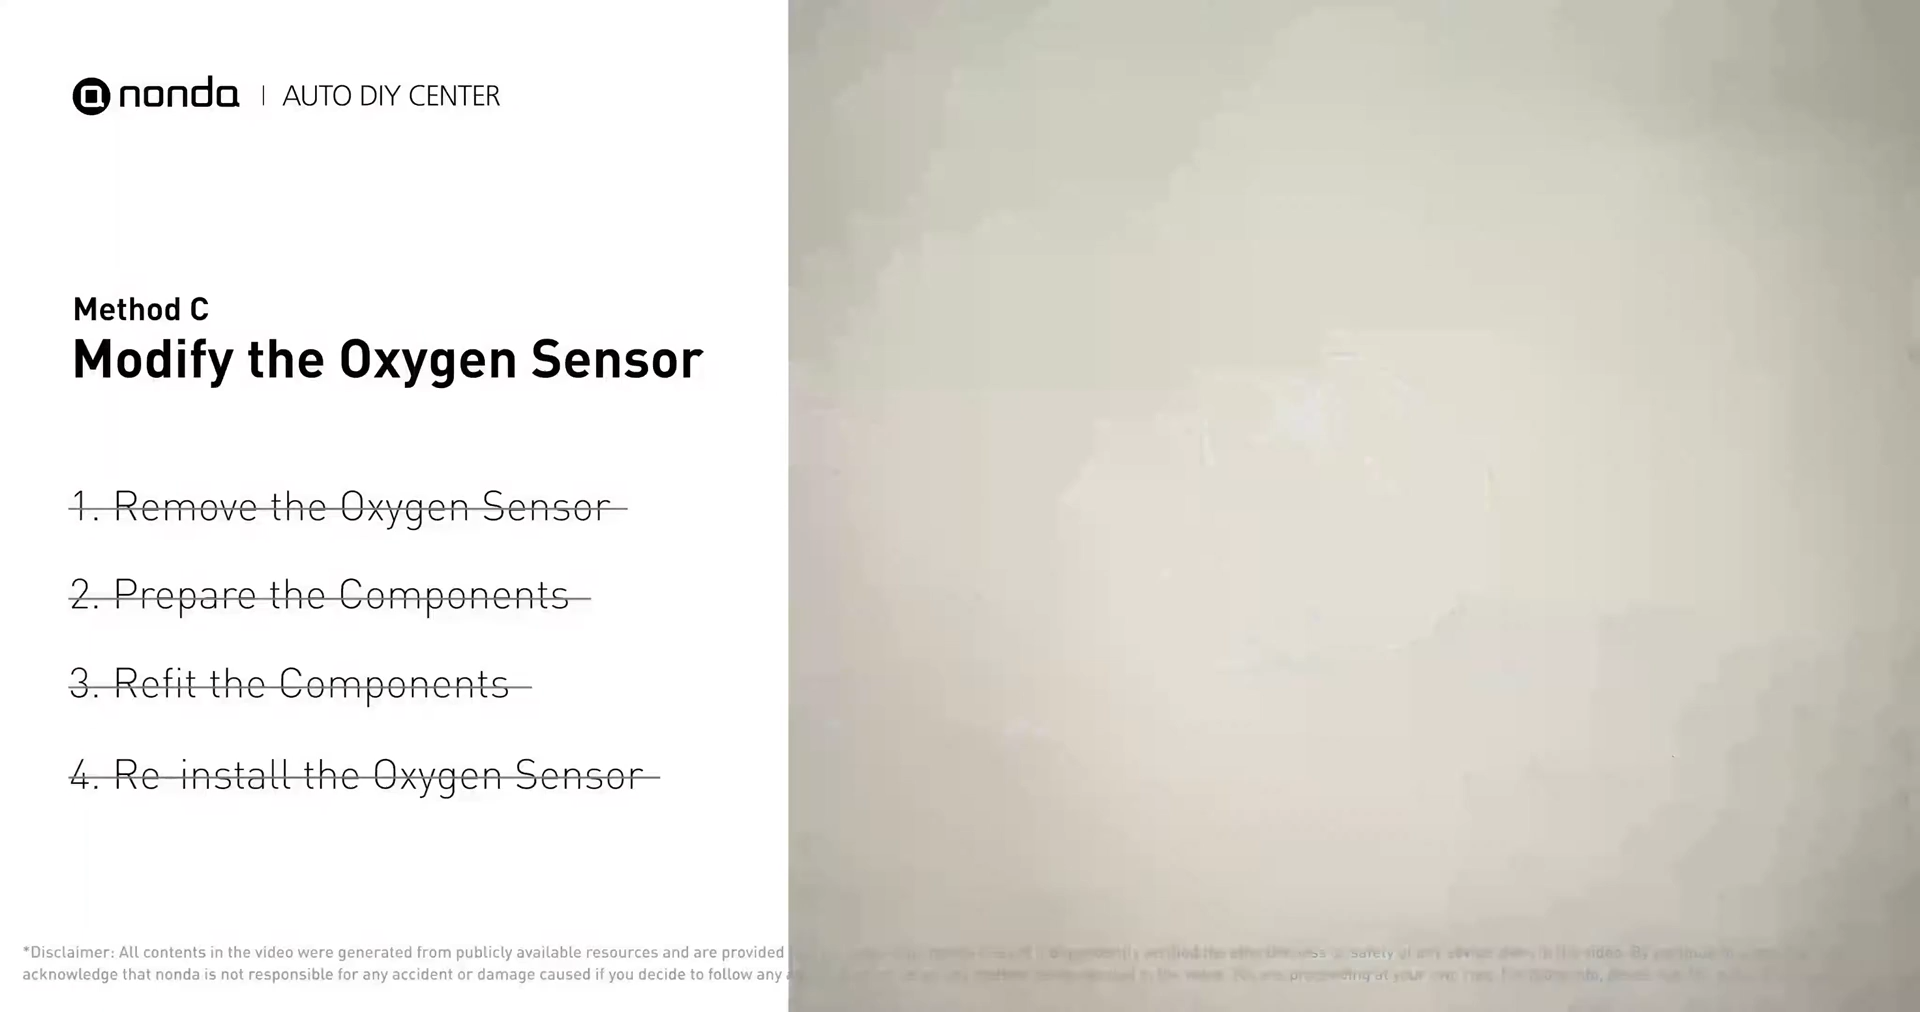 nonda | AUTO DIY CENTER
Method C
Modify the Oxygen Sensor
1. Remove the Oxygen Sensor
2. Prepare the Components
3. Refit the Components
4. Re-install the Oxygen Sensor
*Disclaimer: All contents in the video were generated from publicly available resources and are provided
acknowledge that nonda is not responsible for any accident or damage caused if you decide to follow any